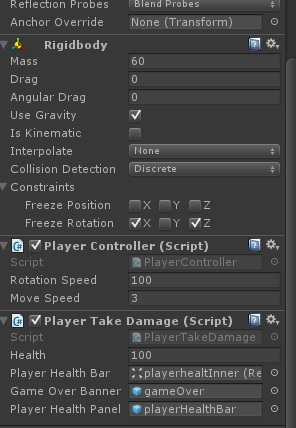 Reflection Probes Blend Probes
Anchor Override None (Transform)
Rigidbody
Mass 60
Drag 0
Angular Drag 0
Use Gravity
Is Kinematic
Interpolate None
Collision Detection Discrete
Constraints
Freeze Position X Y Z
Freeze Rotation X Y Z
Player Controller (Script)
Script PlayerController
Rotation Speed 100
Move Speed 3
Player Take Damage (Script)
Script PlayerTakeDamage
Health 100
Player Health Bar playerhealtInner (Re
Game Over Banner gameOver
Player Health Panel playerHealthBar